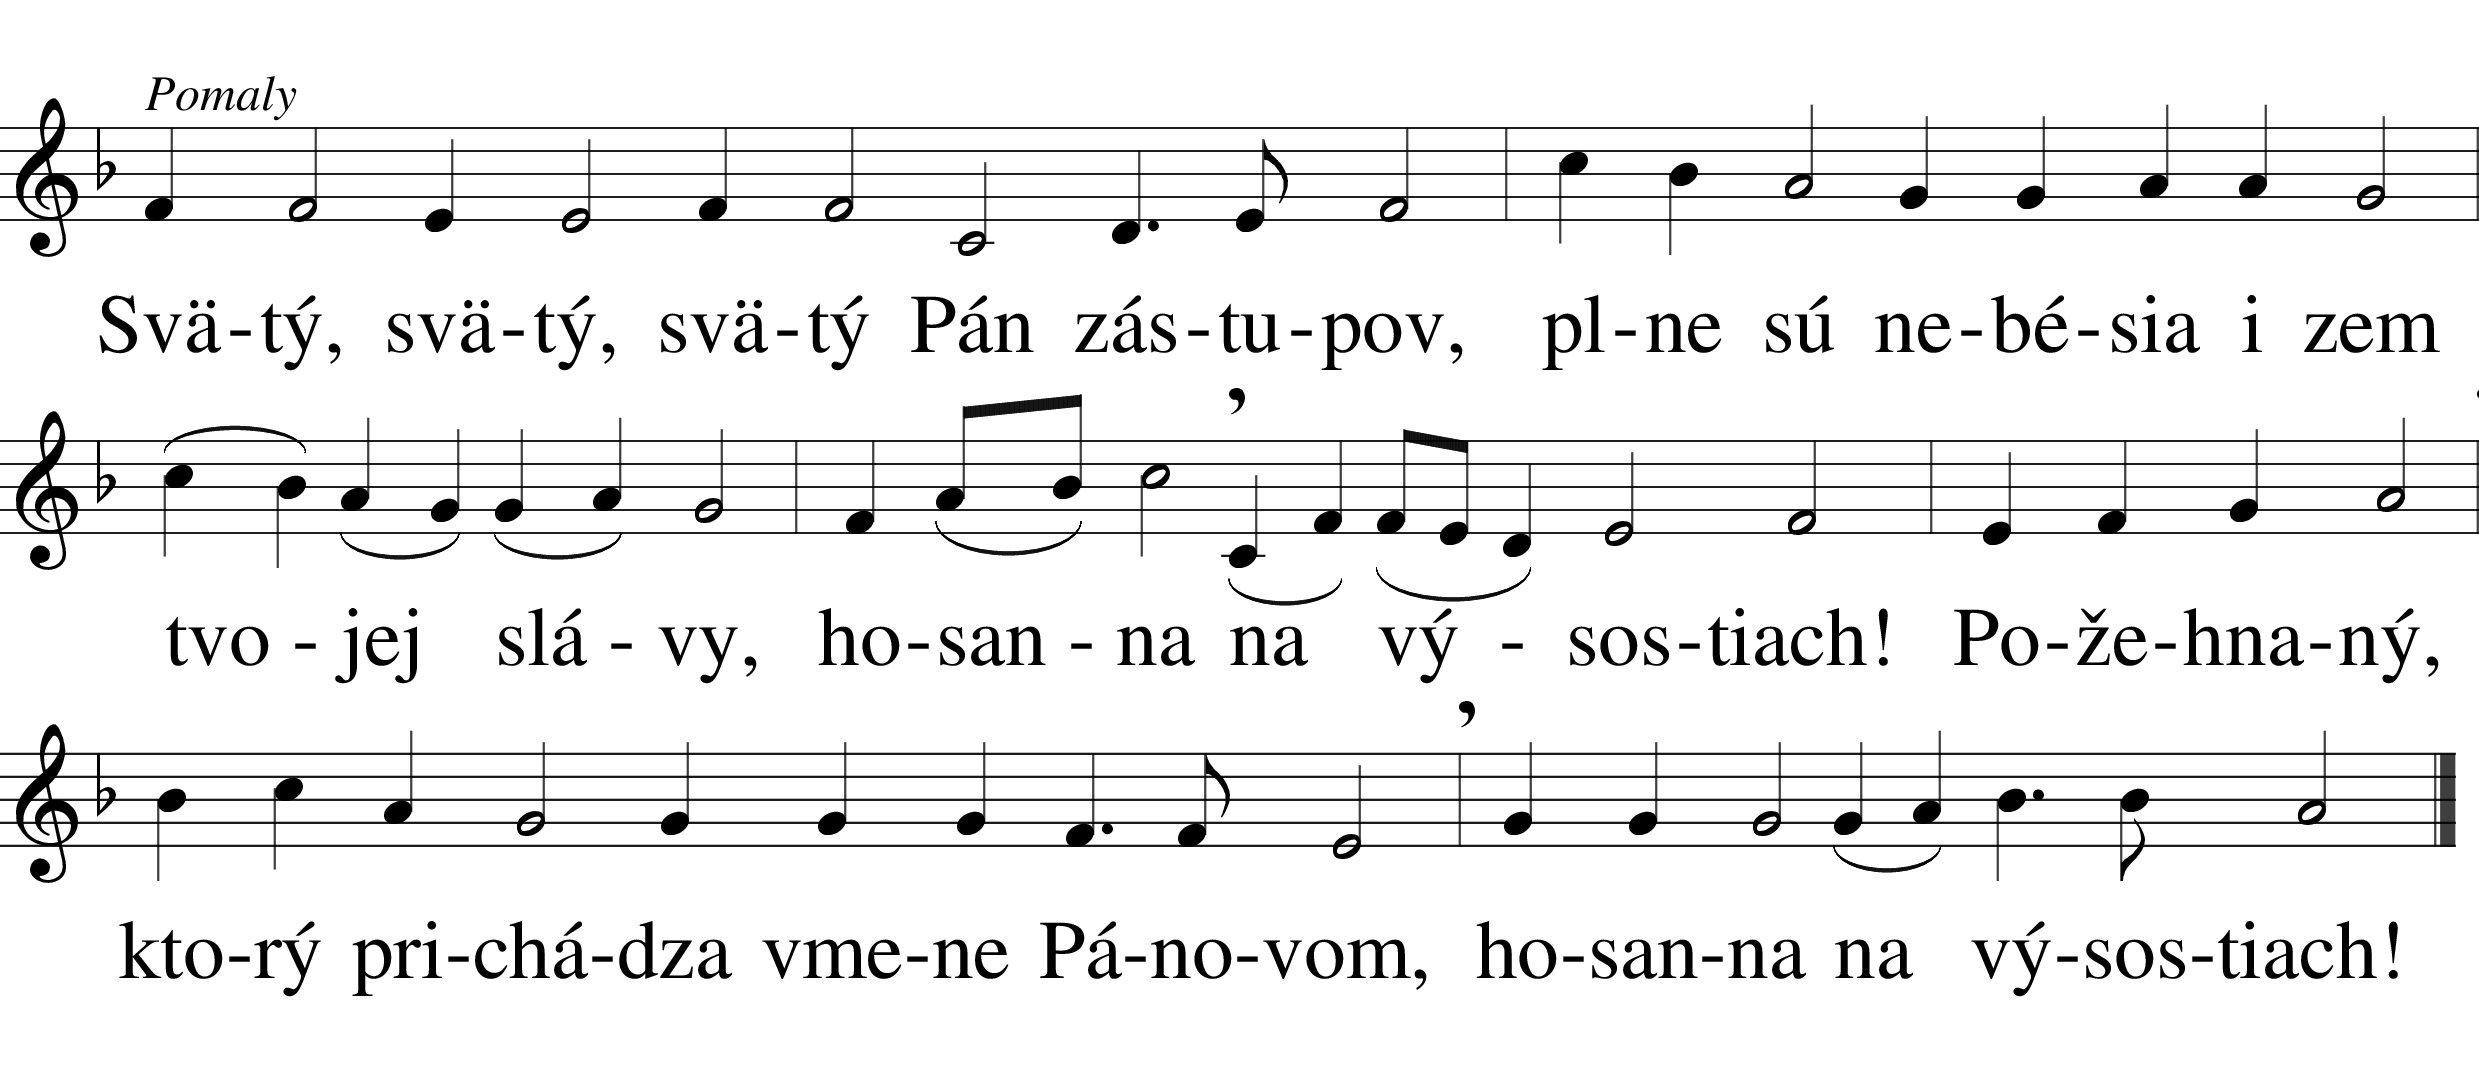 Pomaly
Svä-tý, svä-tý, svä-tý Pán zás-tu-pov, pl-ne sú ne-bé-sia i zem
tvo - jej slá - vy, ho-san - na na vý - sos-tiach! Po-že-hna-ný,
kto-rý pri-chá-dza vme-ne Pá-no-vom, ho-san-na na vý-sos-tiach!